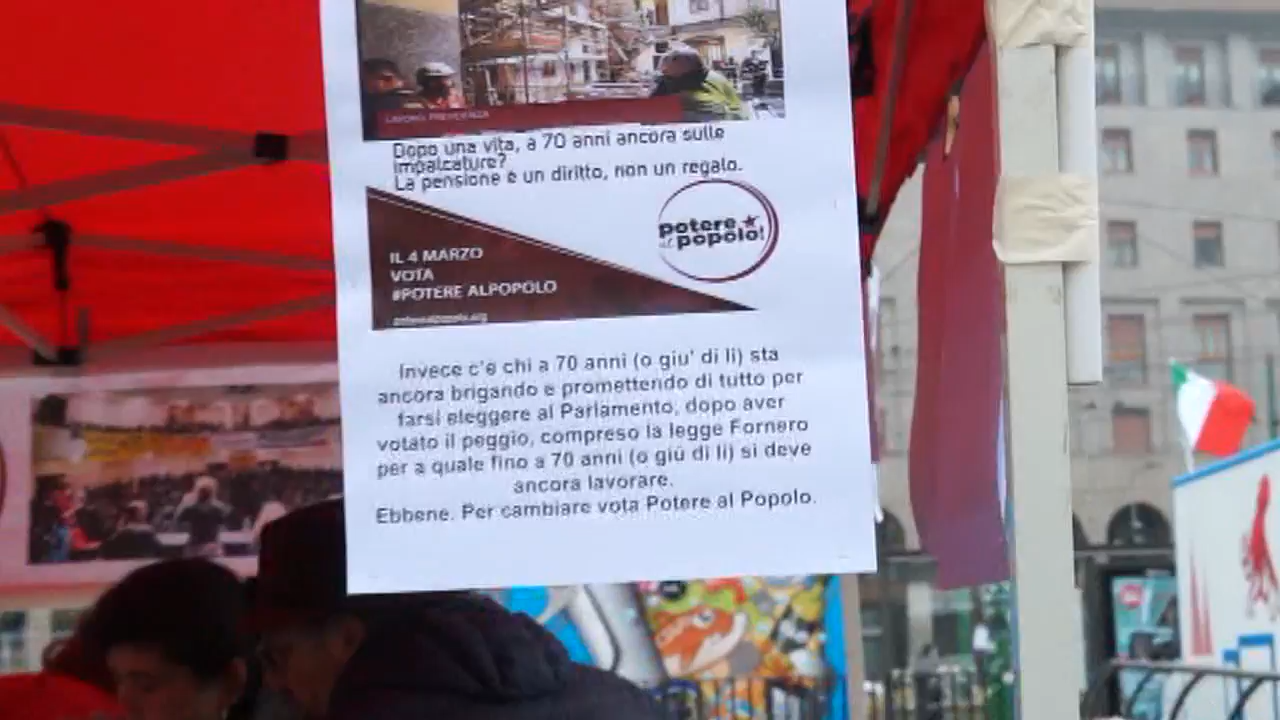 Dopo una vita, a 70 anni ancora sulle
impalcature?
La pensione è un diritto, non un regalo.
potere
al popolo!
IL 4 MARZO
VOTA
#POTERE ALPOPOLO
Invece c'è chi a 70 anni (o giu' di li) sta
ancora brigando e promettendo di tutto per
farsi eleggere al Parlamento, dopo aver
votato il peggio, compreso la legge Fornero
per a quale fino a 70 anni (o giù di li) si deve
ancora lavorare.
Ebbene. Per cambiare vota Potere al Popolo.